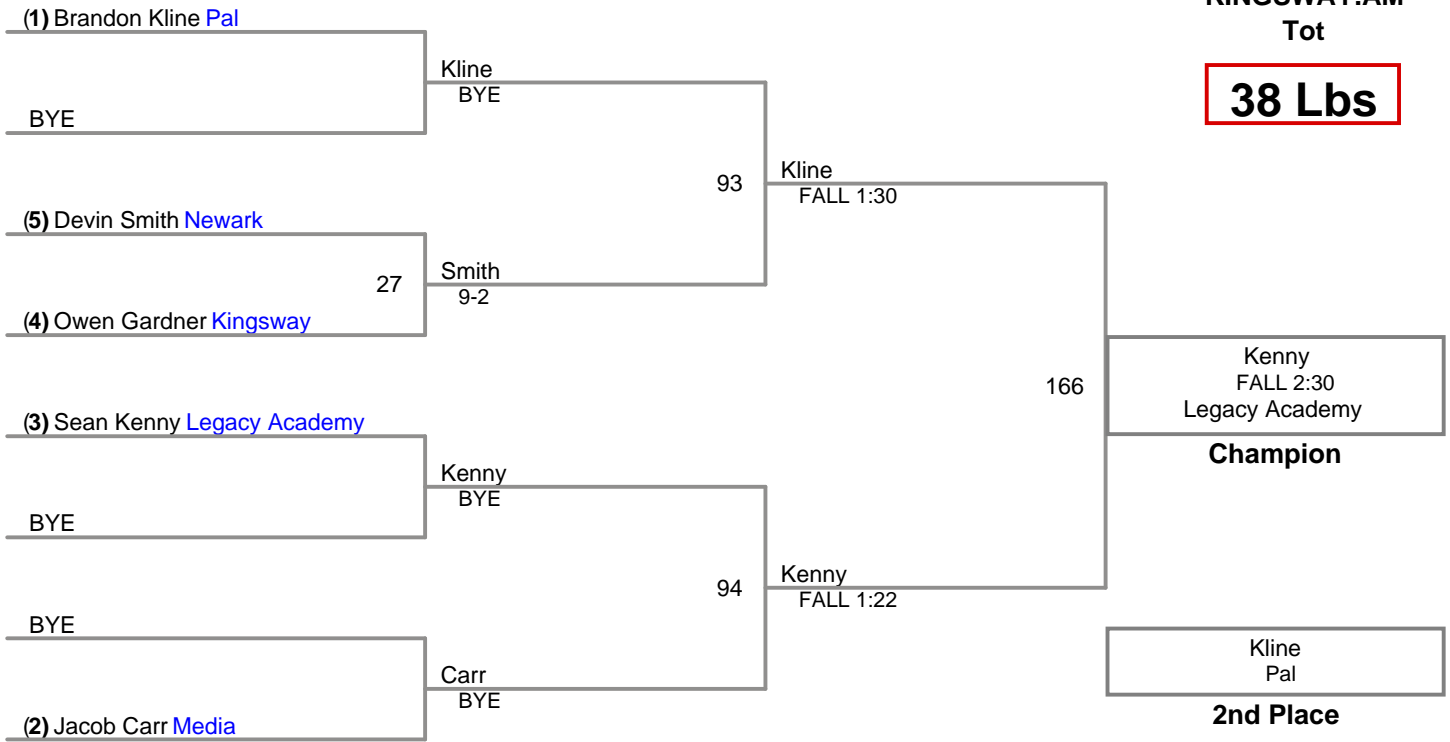 (1) Brandon Kline Pal
BYE
(5) Devin Smith Newark
(4) Owen Gardner Kingsway
(3) Sean Kenny Legacy Academy
BYE
BYE
(2) Jacob Carr Media
Kline
BYE
27
Smith
9-2
Kenny
BYE
Carr
BYE
93
Kline
FALL 1:30
94
Kenny
FALL 1:22
166
KINGSWAY.AM
Tot
38 Lbs
Kenny
FALL 2:30
Legacy Academy
Champion
Kline
Pal
2nd Place